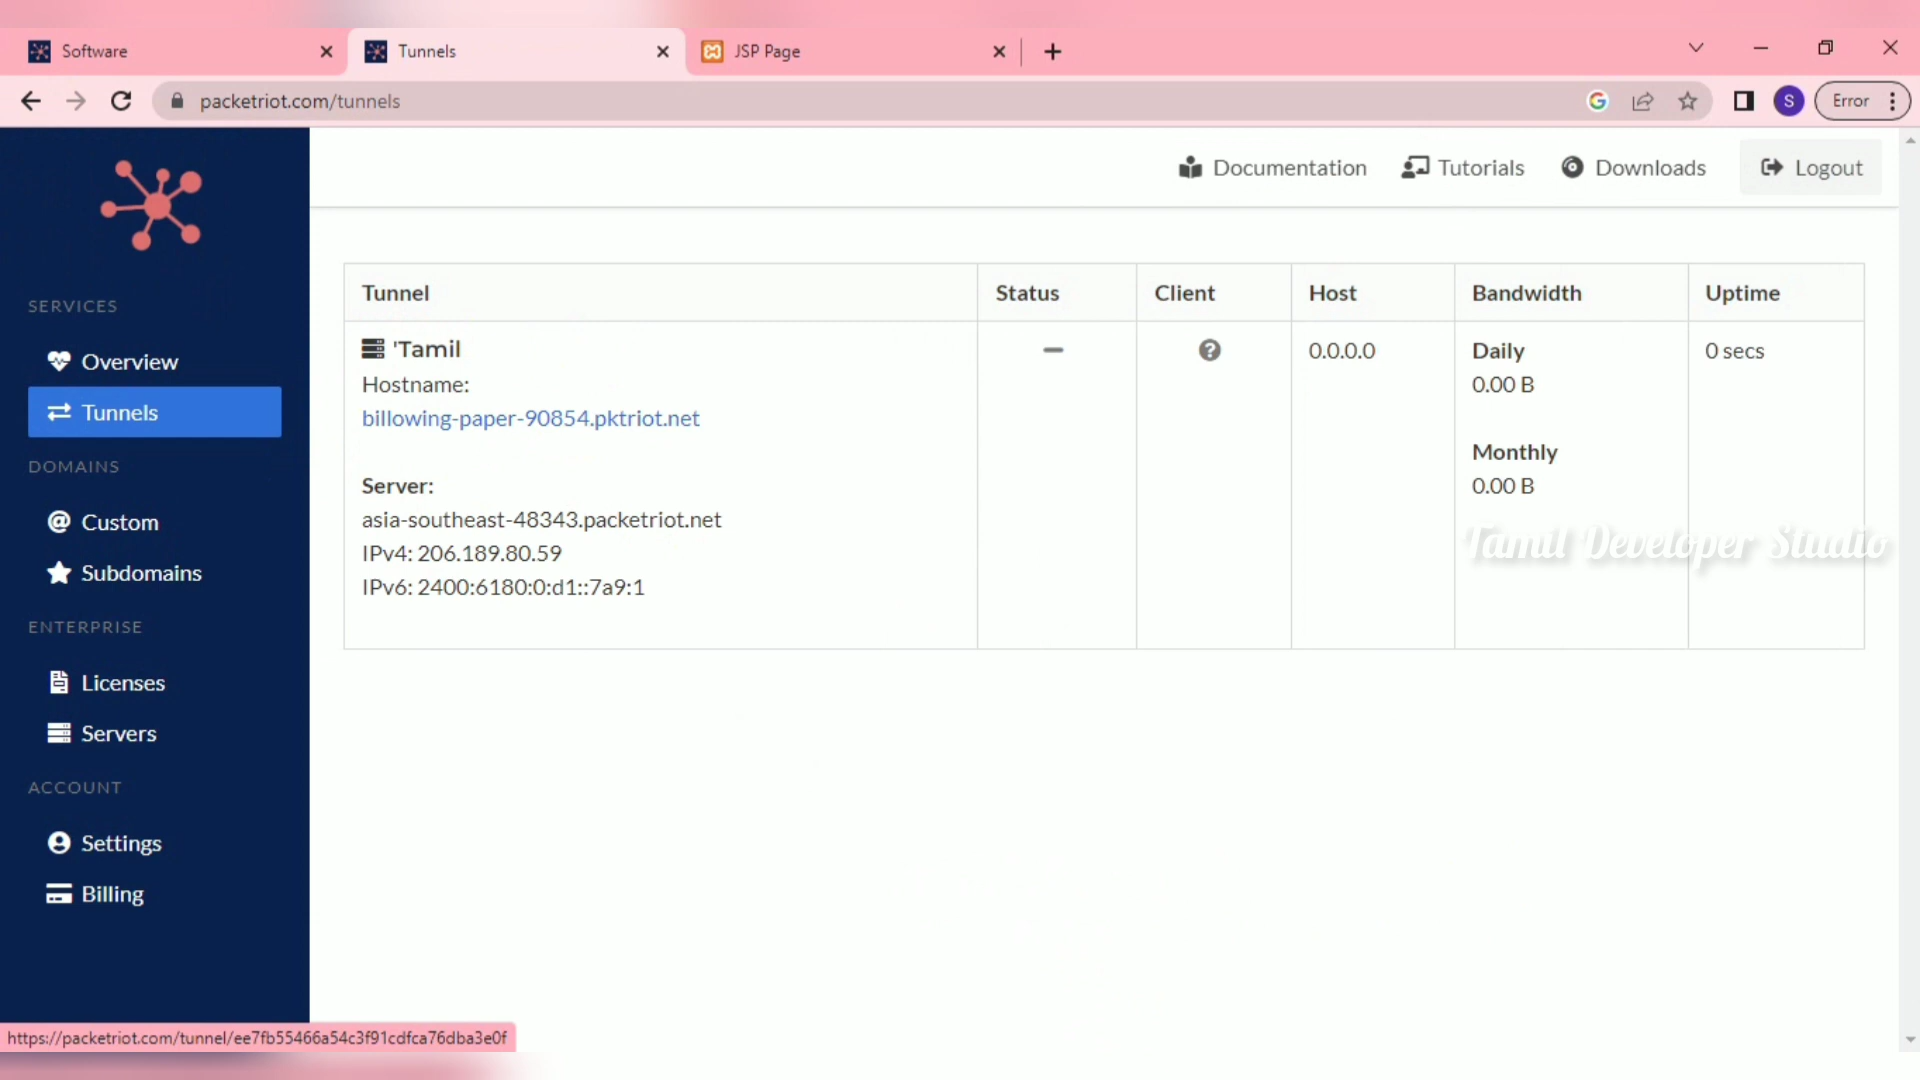 Software
Tunnels
JSP Page
packetriot.com/tunnels
S
Error
Documentation
Tutorials
Downloads
Logout
SERVICES
Overview
Tunnels
DOMAINS
Custom
Subdomains
ENTERPRISE
Licenses
Servers
ACCOUNT
Settings
Billing
Tunnel Status Client Host Bandwidth Uptime
'Tamil
Hostname:
billowing-paper-90854.pktriot.net
Server:
asia-southeast-48343.packetriot.net
IPv4: 206.189.80.59
IPv6: 2400:6180:0:d1::7a9:1
0.0.0.0
Daily
0.00 B
Monthly
0.00 B
0 secs
Tamil Developer Studio
https://packetriot.com/tunnel/ee7fb55466a54c3f91cdfca76dba3e0f